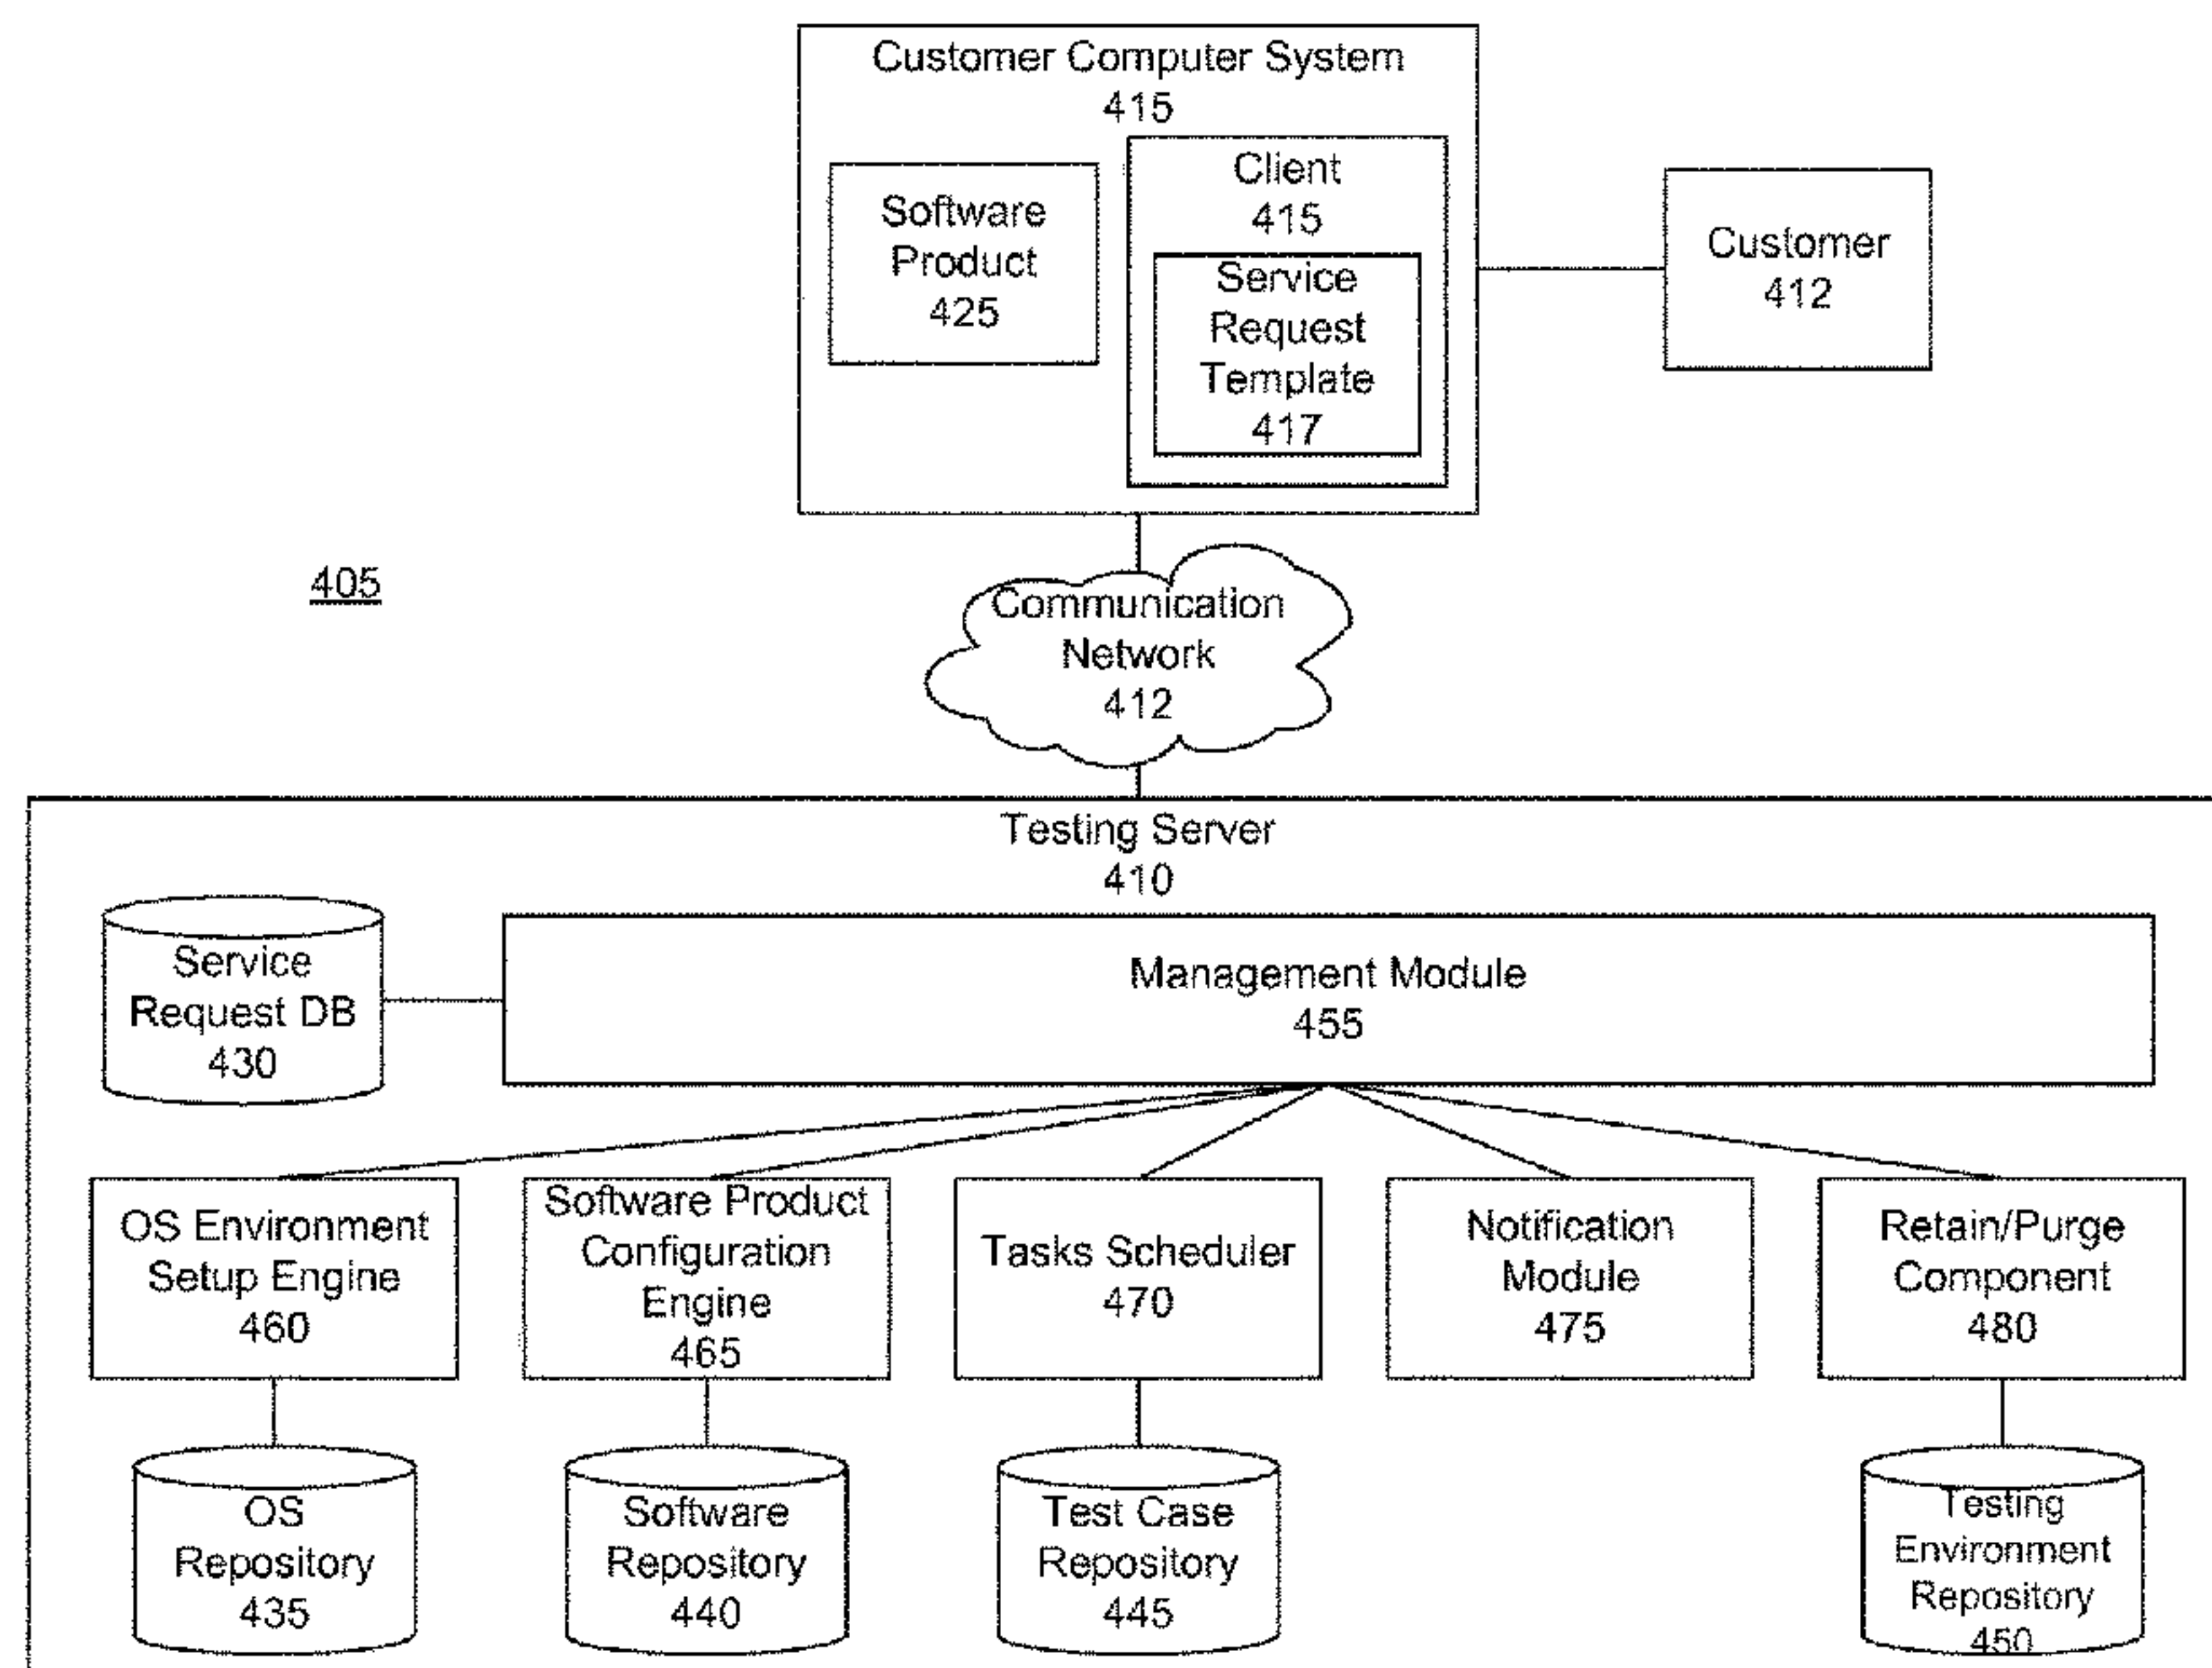 Customer Computer System
415
Software
Product
425
Client
415
Service
Request
Template
417
Customer
412
405
Communication
Network
412
Testing Server
410
Service
Request DB
430
Management Module
455
OS Environment
Setup Engine
460
Software Product
Configuration
Engine
465
Tasks Scheduler
470
Notification
Module
475
Retain/Purge
Component
480
OS
Repository
435
Software
Repository
440
Test Case
Repository
445
Testing
Environment
Repository
450